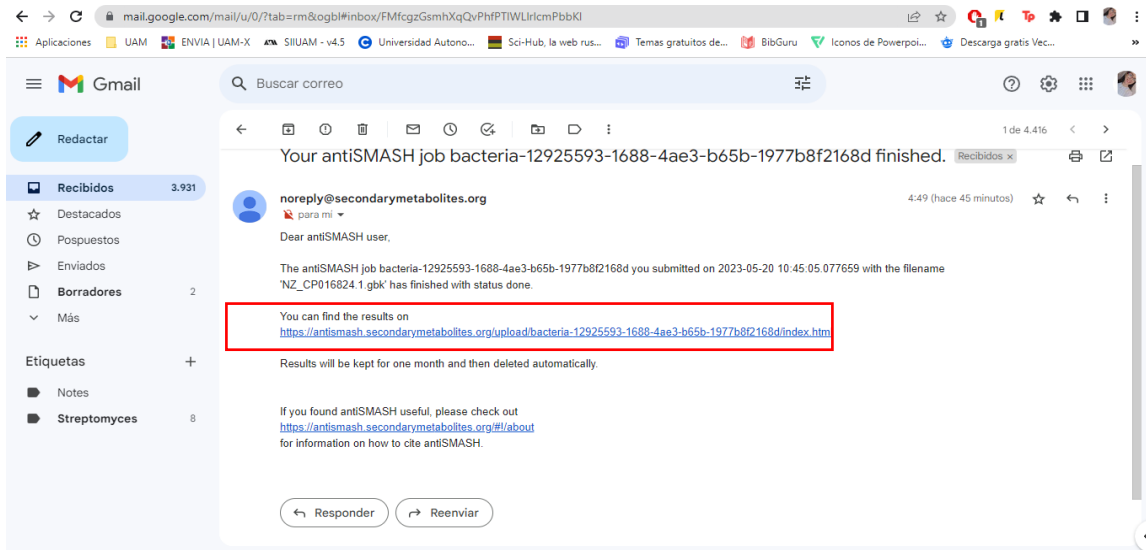 mail.google.com/mail/u/0/?tab=rm&ogbl#inbox/FMfcgzGsmhXqQvPhfPTlWLlrlcmPbbKl
Aplicaciones UAM ENVIA | UAM-X SIIUAM - v4.5 Universidad Autono... Sci-Hub, la web rus... Temas gratuitos de... BibGuru Iconos de Powerpoi... Descarga gratis Vec... »
Gmail
Buscar correo
Redactar
1 de 4.416
Your antiSMASH job bacteria-12925593-1688-4ae3-b65b-1977b8f2168d finished. Recibidos x
Recibidos 3.931
Destacados
Pospuestos
Enviados
Borradores 2
Más
Etiquetas +
Notes
Streptomyces 8
noreply@secondarymetabolites.org 4:49 (hace 45 minutos)
para mí
Dear antiSMASH user,
The antiSMASH job bacteria-12925593-1688-4ae3-b65b-1977b8f2168d you submitted on 2023-05-20 10:45:05.077659 with the filename
'NZ_CP016824.1.gbk' has finished with status done.
You can find the results on
https://antismash.secondarymetabolites.org/upload/bacteria-12925593-1688-4ae3-b65b-1977b8f2168d/index.htm
Results will be kept for one month and then deleted automatically.
If you found antiSMASH useful, please check out
https://antismash.secondarymetabolites.org/#!/about
for information on how to cite antiSMASH.
Responder
Reenviar